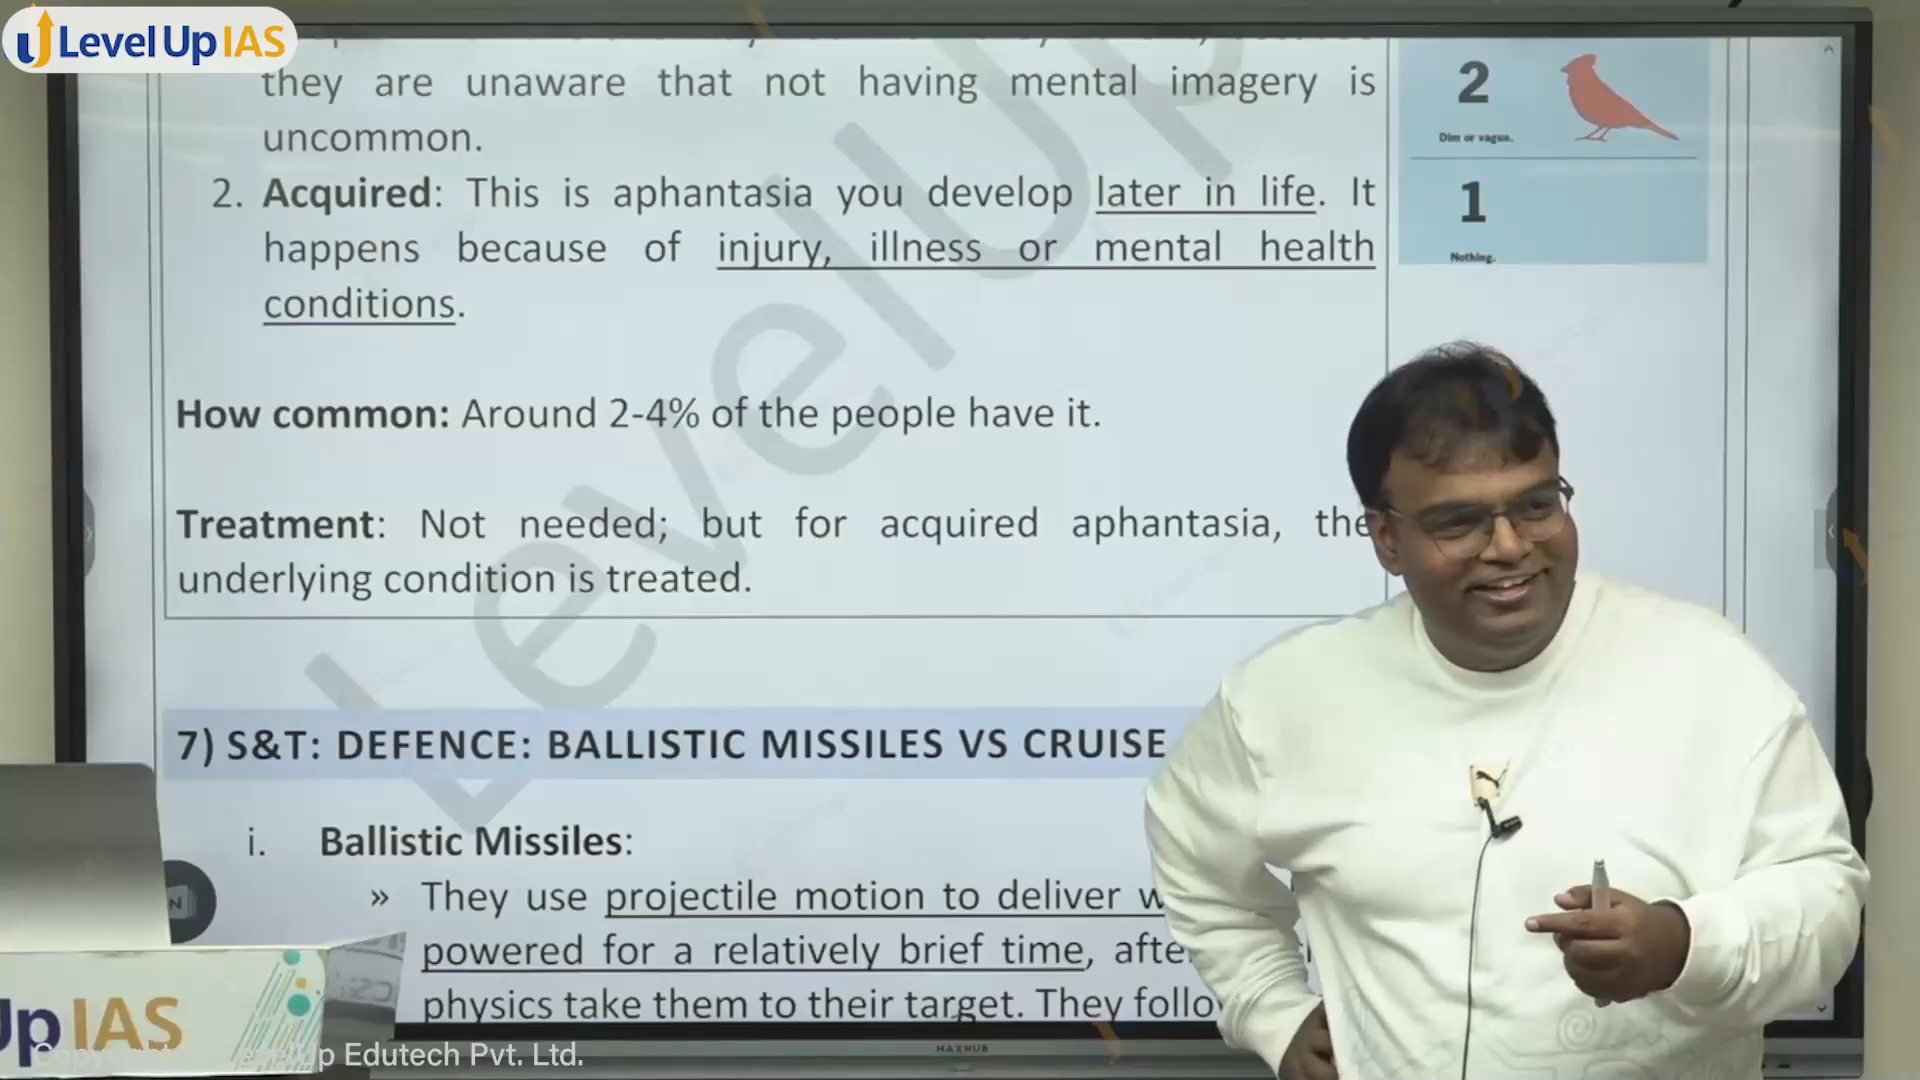 Level Up IAS
they are unaware that not having mental imagery is
uncommon.
2. Acquired: This is aphantasia you develop later in life. It
happens because of injury, illness or mental health
conditions.
How common: Around 2-4% of the people have it.
Treatment: Not needed; but for acquired aphantasia, the
underlying condition is treated.
2
Dim or vague.
1
Nothing.
7) S&T: DEFENCE: BALLISTIC MISSILES VS CRUISE
i. Ballistic Missiles:
» They use projectile motion to deliver
powered for a relatively brief time,
physics take them to their target. They
LevelUp
Up IAS
Edutech Pvt. Ltd.
MAXHUB